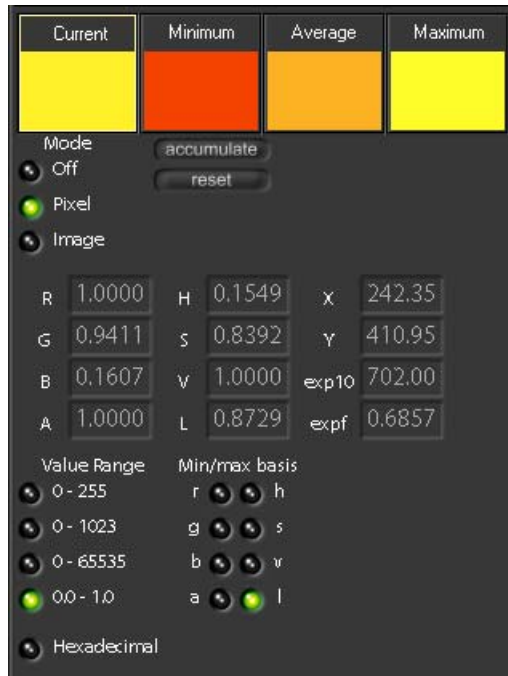 Current Minimum Average Maximum
Mode accumulate
Off reset
Pixel
Image
R 1.0000 H 0.1549 X 242.35
G 0.9411 S 0.8392 Y 410.95
B 0.1607 V 1.0000 exp10 702.00
A 1.0000 L 0.8729 expf 0.6857
Value Range Min/max basis
0 - 255 r h
0 - 1023 g s
0 - 65535 b v
0.0 - 1.0 a l
Hexadecimal